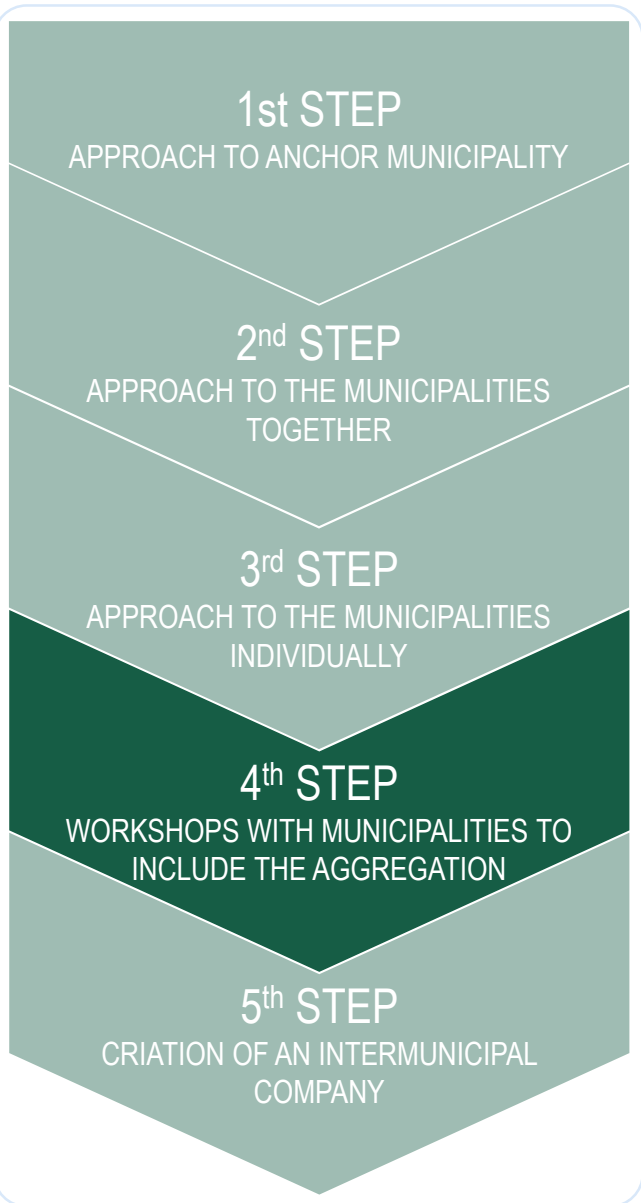 1st STEP
APPROACH TO ANCHOR MUNICIPALITY
2nd STEP
APPROACH TO THE MUNICIPALITIES
TOGETHER
3rd STEP
APPROACH TO THE MUNICIPALITIES
INDIVIDUALLY
4th STEP
WORKSHOPS WITH MUNICIPALITIES TO
INCLUDE THE AGGREGATION
5th STEP
CRIATION OF AN INTERMUNICIPAL
COMPANY